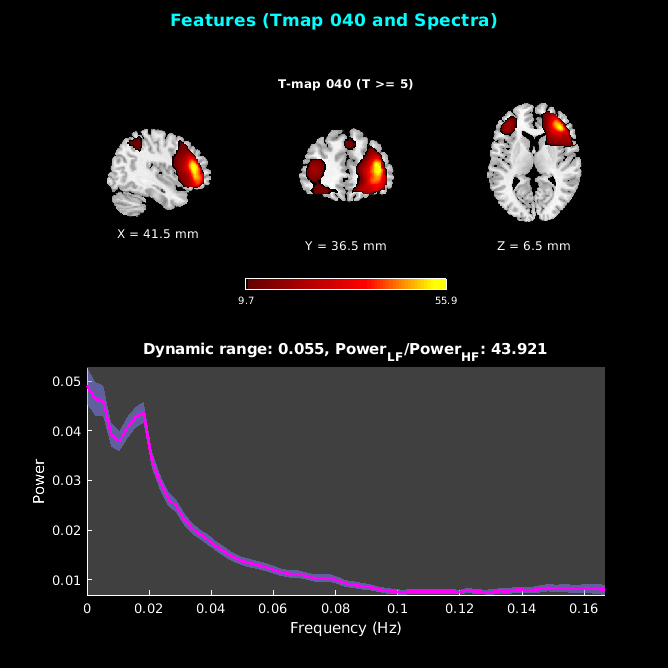 Features (Tmap 040 and Spectra)
T-map 040 (T >= 5)
X = 41.5 mm
Y = 36.5 mm
Z = 6.5 mm
9.7
55.9
Dynamic range: 0.055, PowerLF/PowerHF: 43.921
0.05
0.04
0.03
0.02
0.01
Power
0
0.02
0.04
0.06
0.08
0.1
0.12
0.14
0.16
Frequency (Hz)